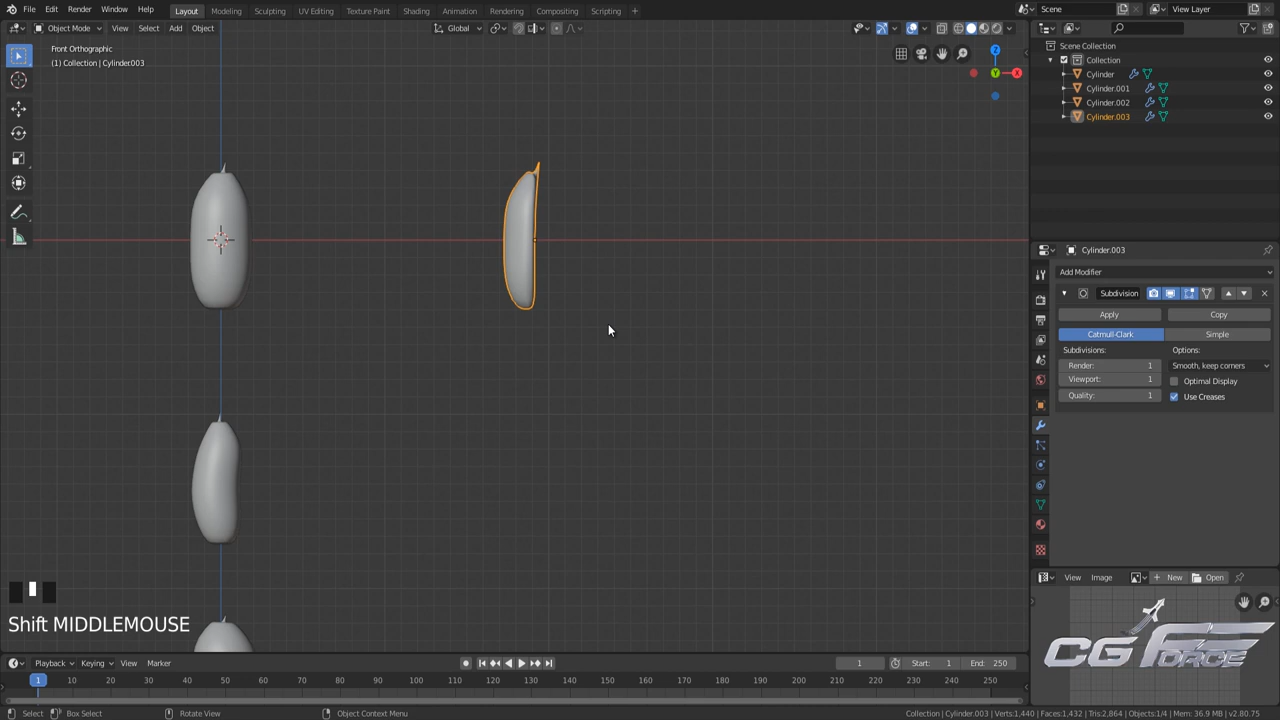 File Edit Render Window Help Layout Modeling Sculpting UV Editing Texture Paint Shading Animation Rendering Compositing Scripting + Scene View Layer
Object Mode View Select Add Object Global
Front Orthographic
(1) Collection | Cylinder.003
Z
Y
X
Scene Collection
Collection
Cylinder
Cylinder.001
Cylinder.002
Cylinder.003
Cylinder.003
Add Modifier
Subdivision
Apply Copy
Catmull-Clark Simple
Subdivisions: Options:
Render: 1 Smooth, keep corners
Viewport: 1 Optimal Display
Quality: 1 Use Creases
View Image New Open
Shift MIDDLEMOUSE
CG FORCE
Playback Keying View Marker 1 Start: 1 End: 250
1 10 20 30 40 50 60 70 80 90 100 110 120 130 140 150 160 170 180 190 200 210 220 230 240 250
Select Box Select Rotate View Object Context Menu Collection | Cylinder.003 | Verts:1,440 | Faces:1,432 | Tris:2,864 | Objects:1/4 | Mem: 36.9 MB | v2.80.75